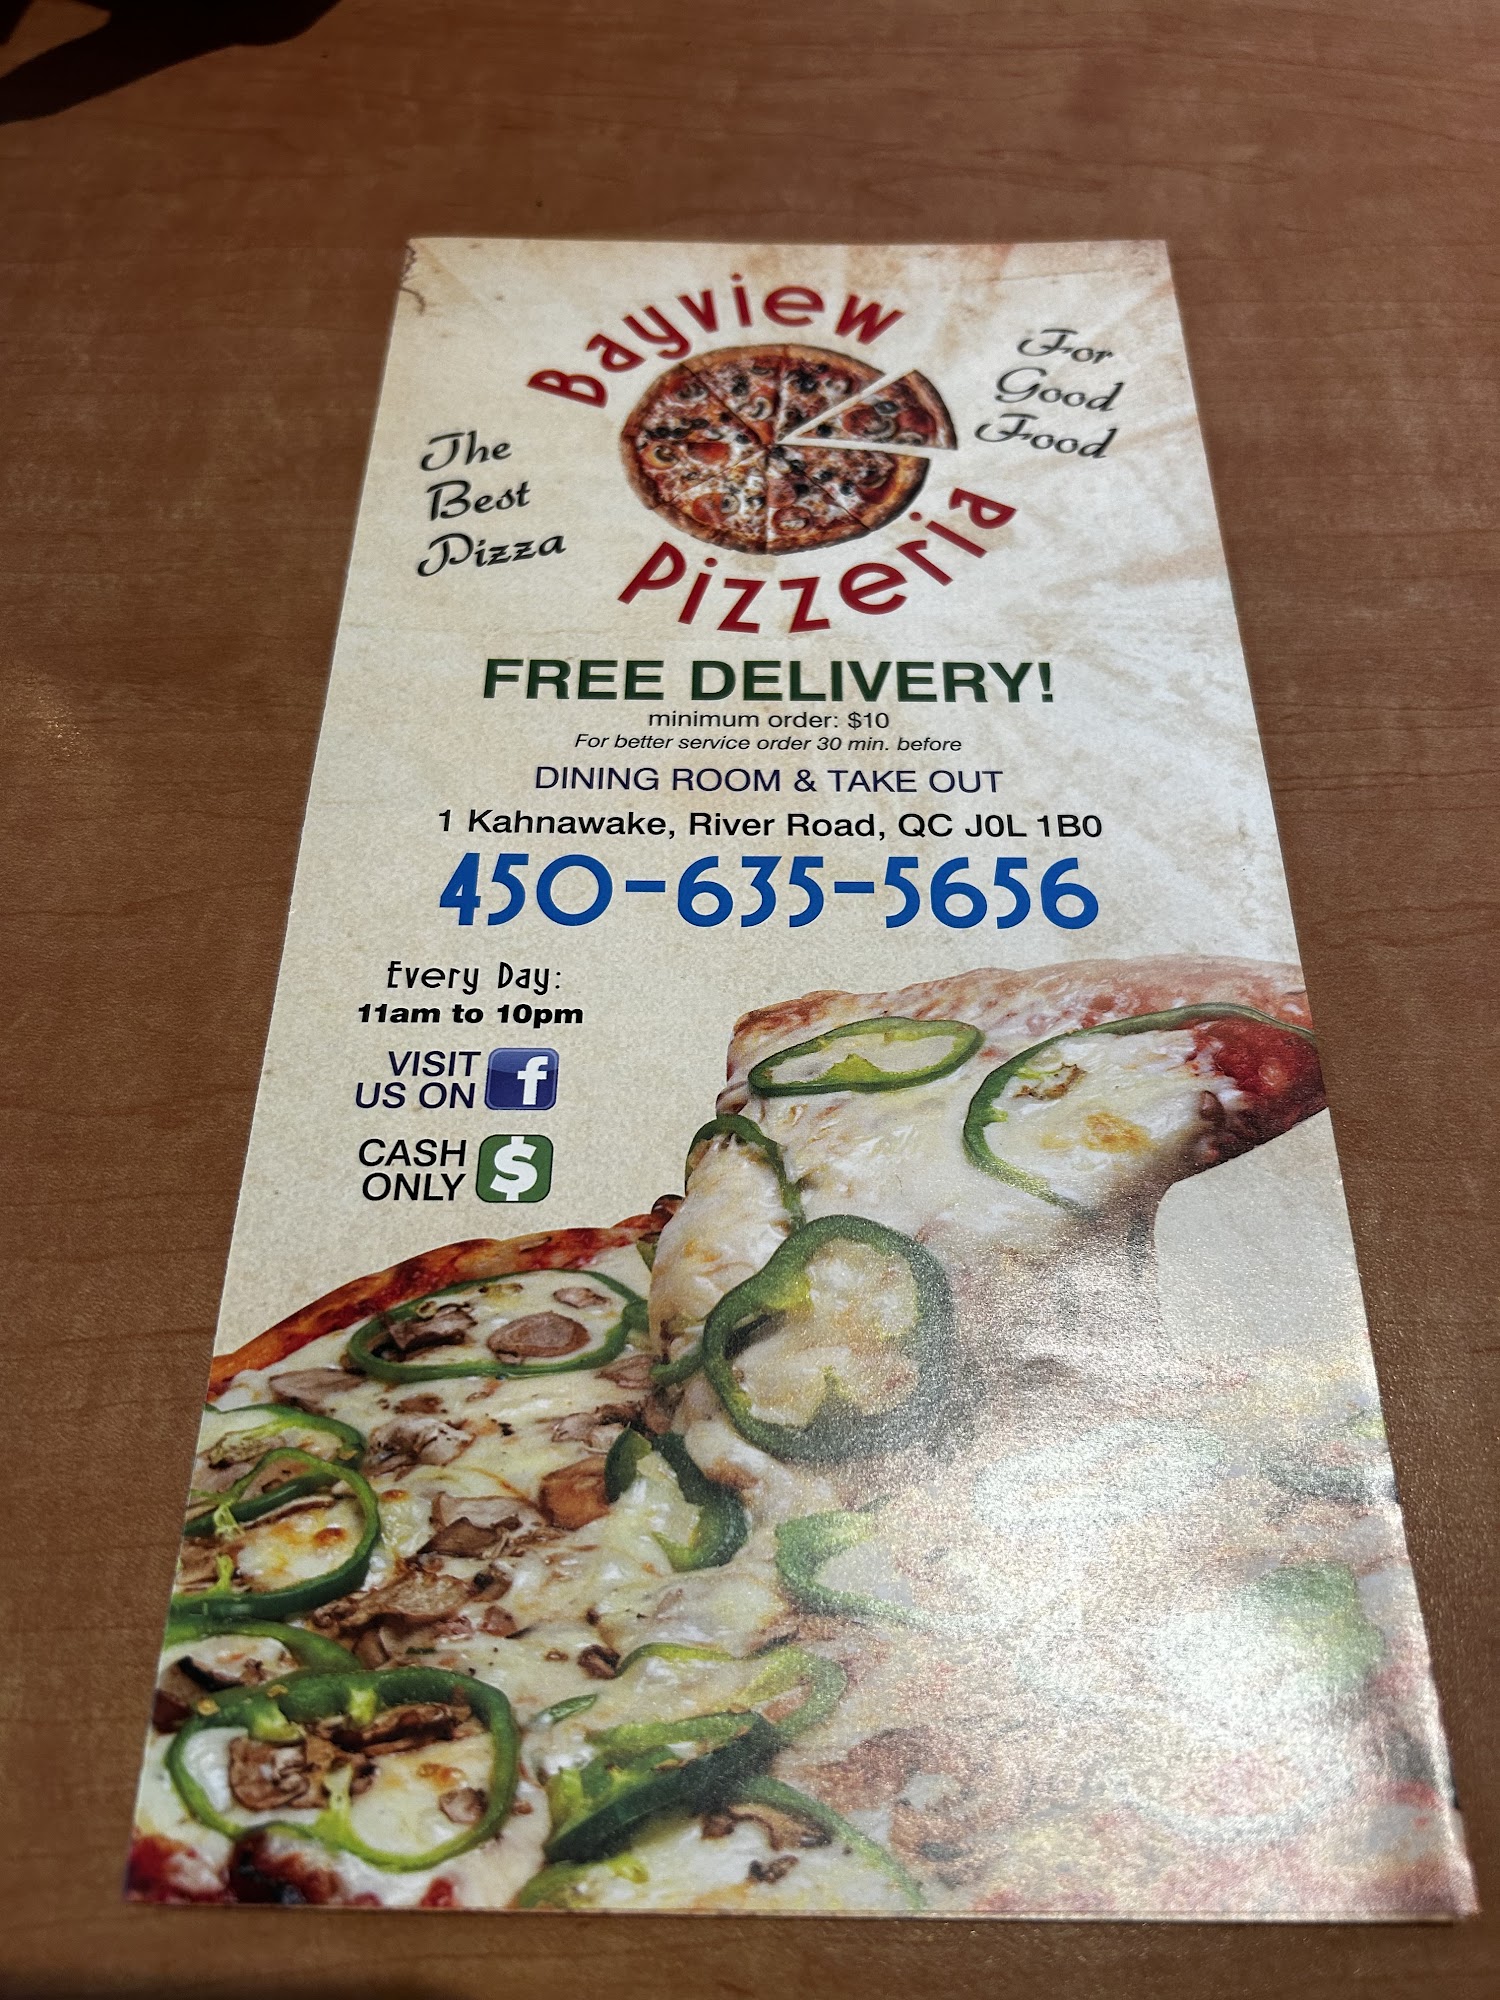 Bayview
Pizzeria
The
Best
Pizza
For
Good
Food
FREE DELIVERY!
minimum order: $10
For better service order 30 min. before
DINING ROOM & TAKE OUT
1 Kahnawake, River Road, QC J0L 1B0
450-635-5656
Every Day:
11am to 10pm
VISIT
US ON f
CASH
ONLY $